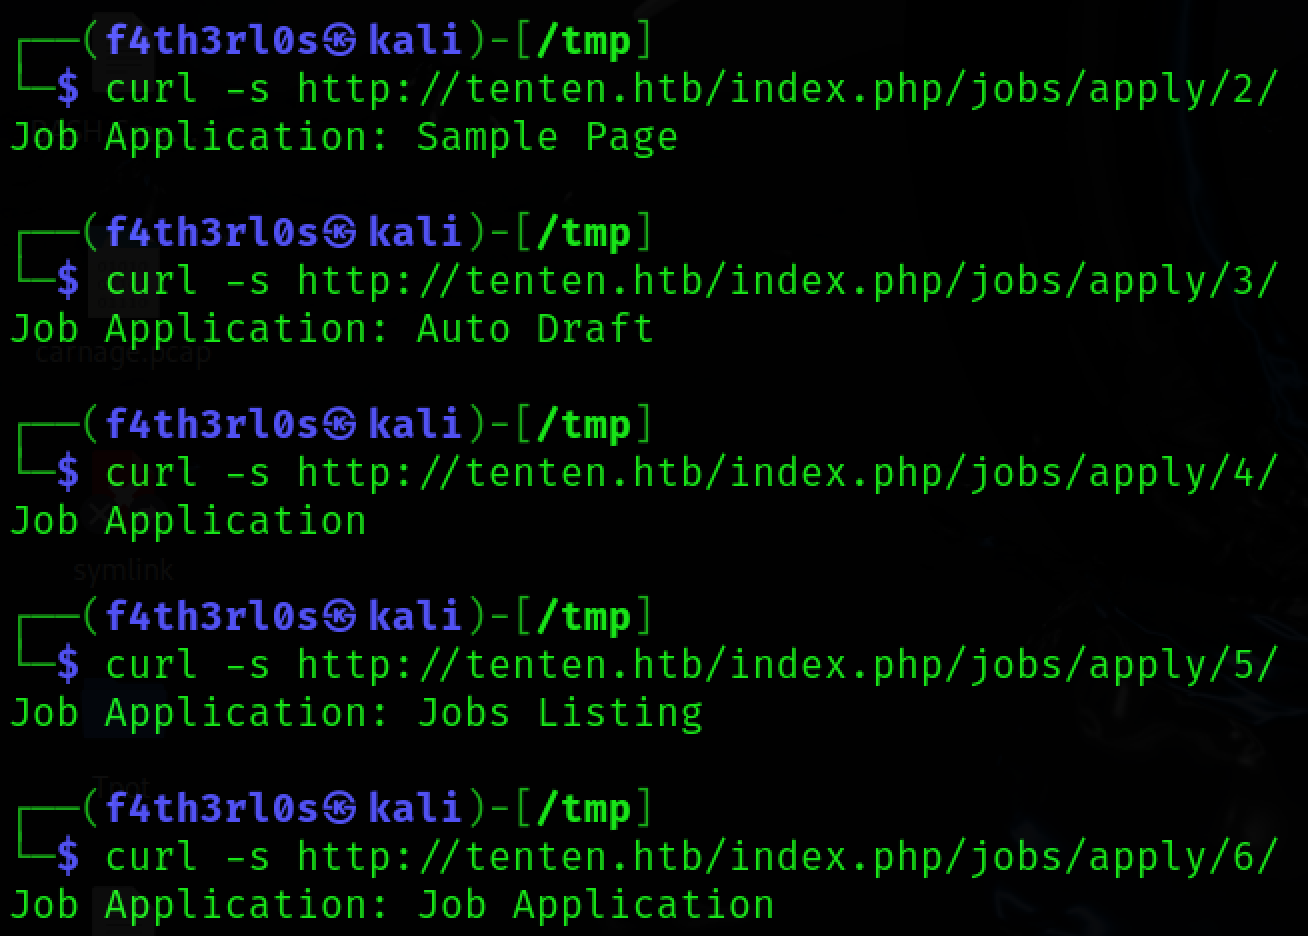 ┌──(f4th3rl0s㉿kali)-[/tmp]
└─$ curl -s http://tenten.htb/index.php/jobs/apply/2/
Job Application: Sample Page
┌──(f4th3rl0s㉿kali)-[/tmp]
└─$ curl -s http://tenten.htb/index.php/jobs/apply/3/
Job Application: Auto Draft
carnage.pcap
┌──(f4th3rl0s㉿kali)-[/tmp]
└─$ curl -s http://tenten.htb/index.php/jobs/apply/4/
Job Application
symlink
┌──(f4th3rl0s㉿kali)-[/tmp]
└─$ curl -s http://tenten.htb/index.php/jobs/apply/5/
Job Application: Jobs Listing
┌──(f4th3rl0s㉿kali)-[/tmp]
└─$ curl -s http://tenten.htb/index.php/jobs/apply/6/
Job Application: Job Application